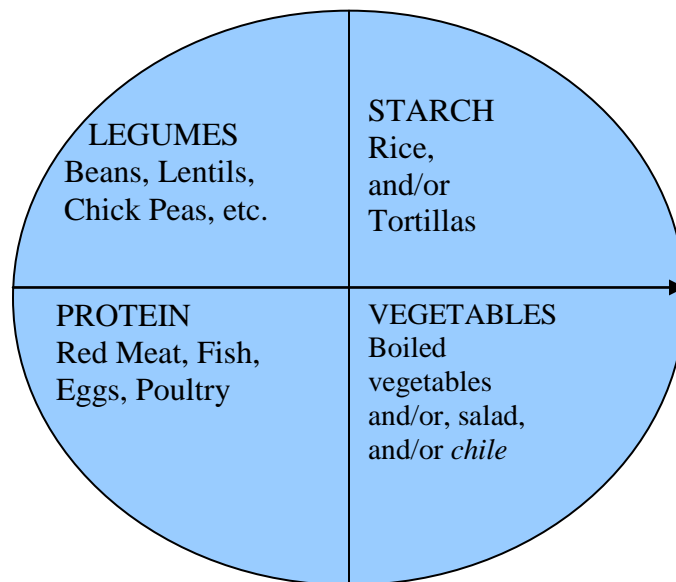 LEGUMES
Beans, Lentils,
Chick Peas, etc.
STARCH
Rice,
and/or
Tortillas
PROTEIN
Red Meat, Fish,
Eggs, Poultry
VEGETABLES
Boiled
vegetables
and/or, salad,
and/or chile